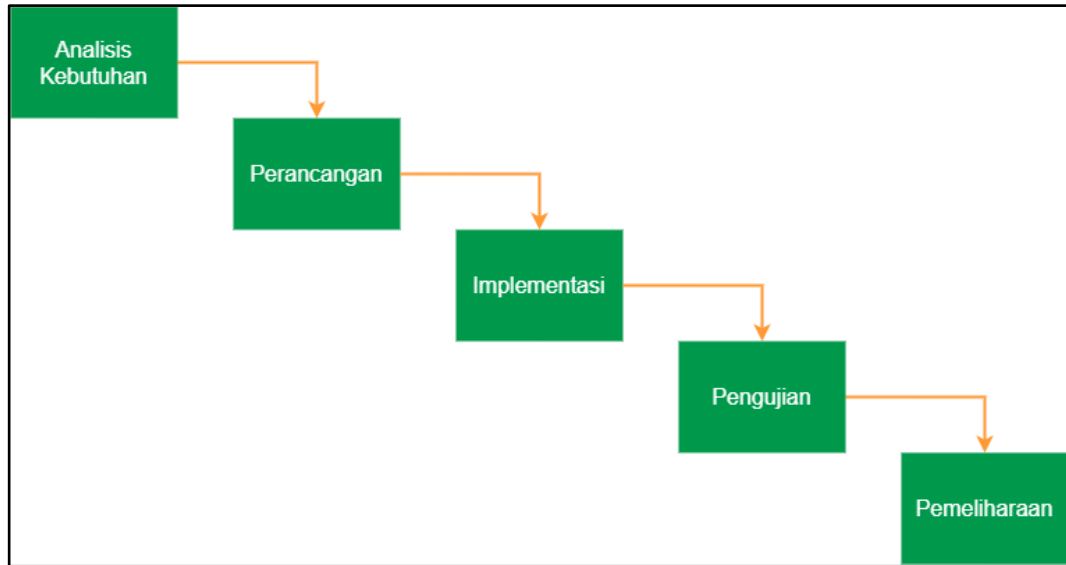 Analisis
Kebutuhan
Perancangan
Implementasi
Pengujian
Pemeliharaan